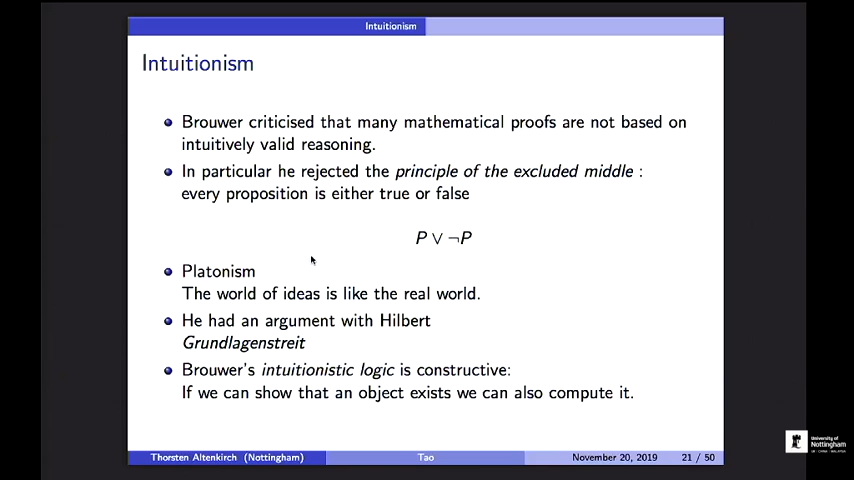 Intuitionism
Intuitionism
Brouwer criticised that many mathematical proofs are not based on
intuitively valid reasoning.
In particular he rejected the principle of the excluded middle :
every proposition is either true or false
P ∨ ¬P
Platonism
The world of ideas is like the real world.
He had an argument with Hilbert
Grundlagenstreit
Brouwer's intuitionistic logic is constructive:
If we can show that an object exists we can also compute it.
Thorsten Altenkirch (Nottingham)
Tao
November 20, 2019
21 / 50
University of
Nottingham